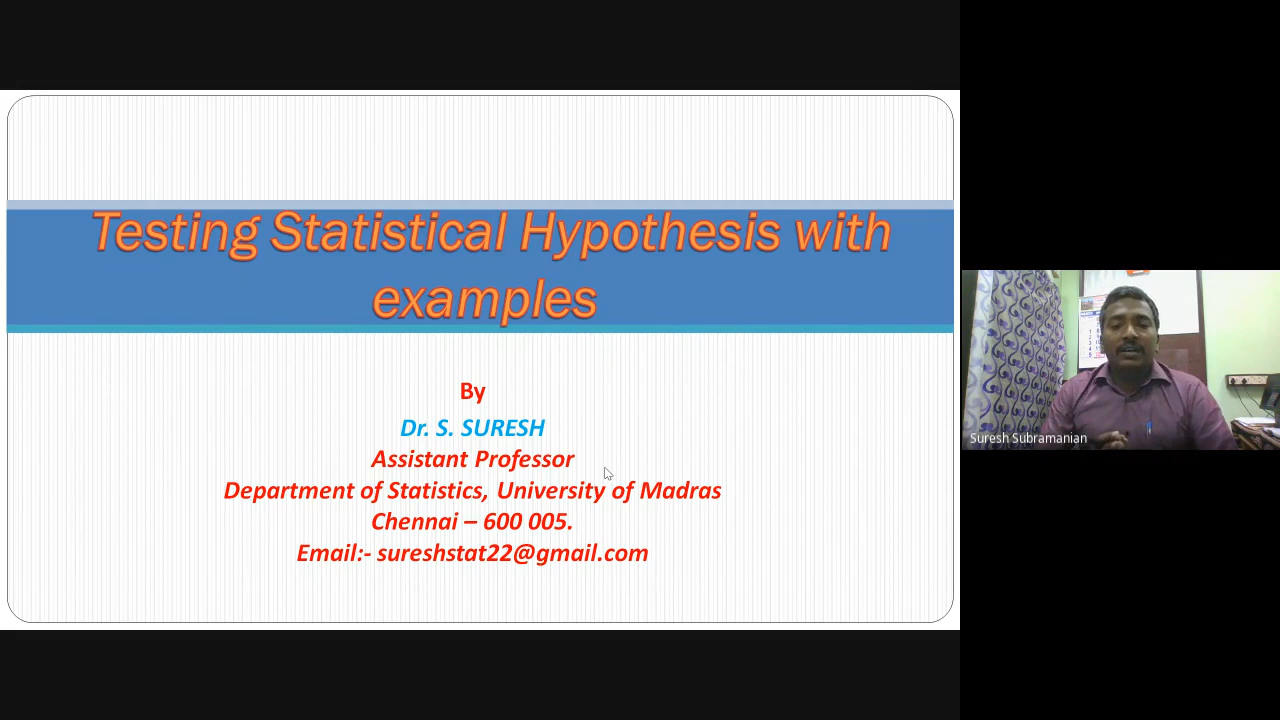 Testing Statistical Hypothesis with
examples
By
Dr. S. SURESH
Assistant Professor
Department of Statistics, University of Madras
Chennai – 600 005.
Email:- sureshstat22@gmail.com
Suresh Subramanian